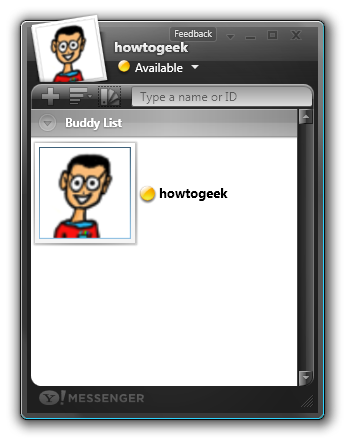 Feedback
howtogeek
Available
Type a name or ID
Buddy List
howtogeek
Y! MESSENGER